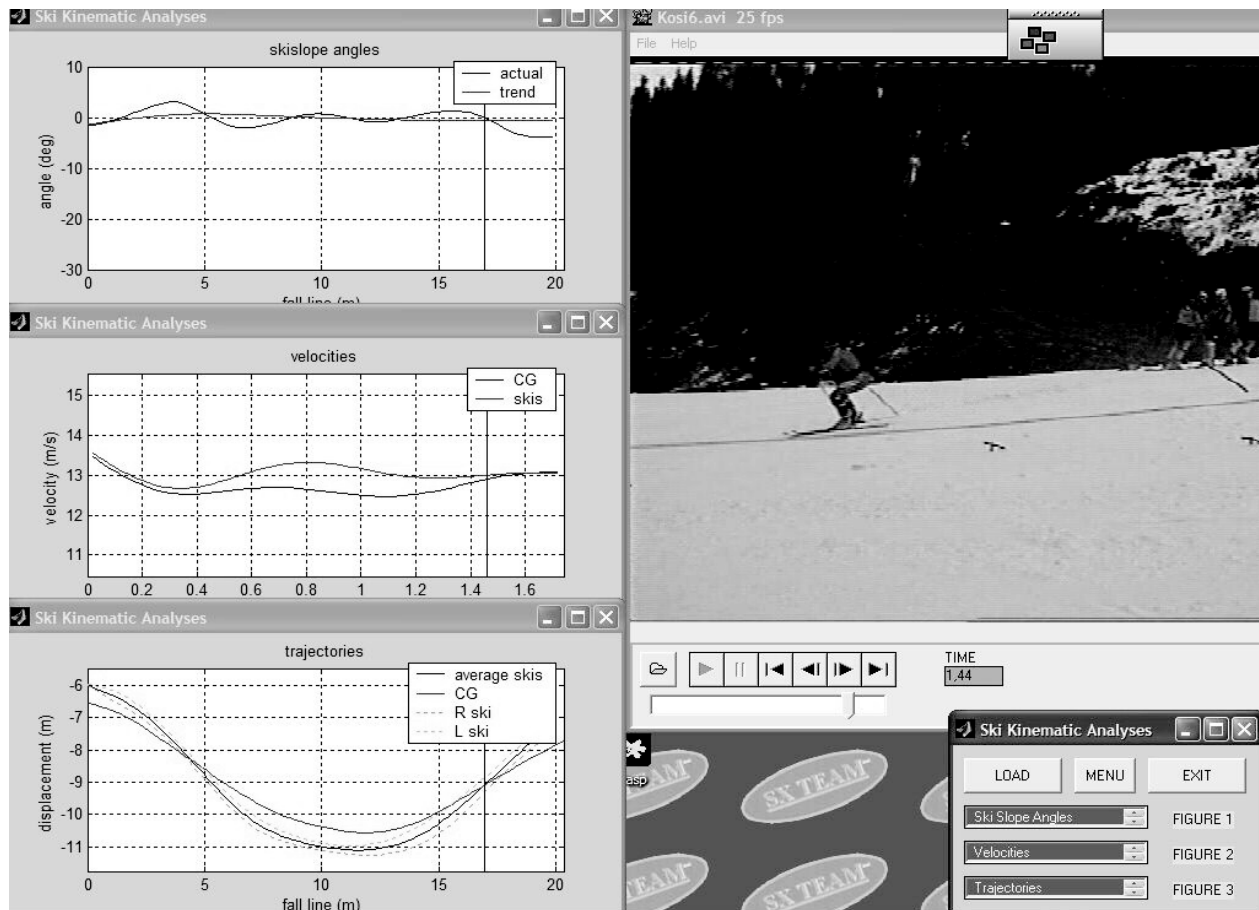 Ski Kinematic Analyses
skislope angles
10
0
-10
-20
-30
angle (deg)
actual
trend
0 5 10 15 20
fall line (m)
Ski Kinematic Analyses
velocities
15
14
13
12
11
velocity (m/s)
CG
skis
0 0.2 0.4 0.6 0.8 1 1.2 1.4 1.6
Ski Kinematic Analyses
trajectories
-6
-7
-8
-9
-10
-11
displacement (m)
average skis
CG
R ski
L ski
0 5 10 15 20
fall line (m)
Kosi6.avi 25 fps
File Help
TIME
1,44
asp
SX TEAM
SX TEAM
TEAM
Ski Kinematic Analyses
LOAD MENU EXIT
Ski Slope Angles FIGURE 1
Velocities FIGURE 2
Trajectories FIGURE 3